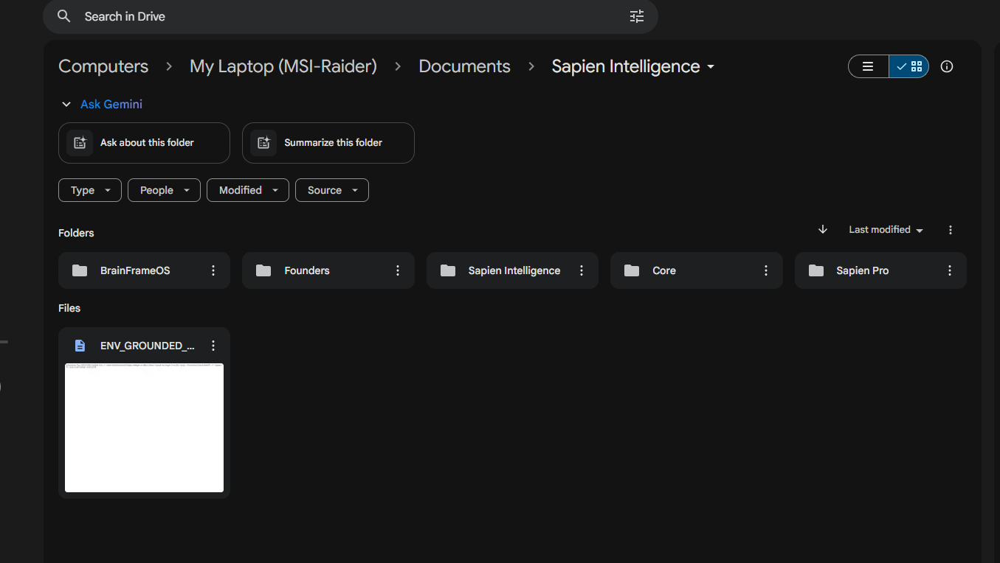 Search in Drive
Computers > My Laptop (MSI-Raider) > Documents > Sapien Intelligence
Ask Gemini
Ask about this folder
Summarize this folder
Type
People
Modified
Source
Folders
Last modified
BrainFrameOS
Founders
Sapien Intelligence
Core
Sapien Pro
Files
ENV_GROUNDED_...